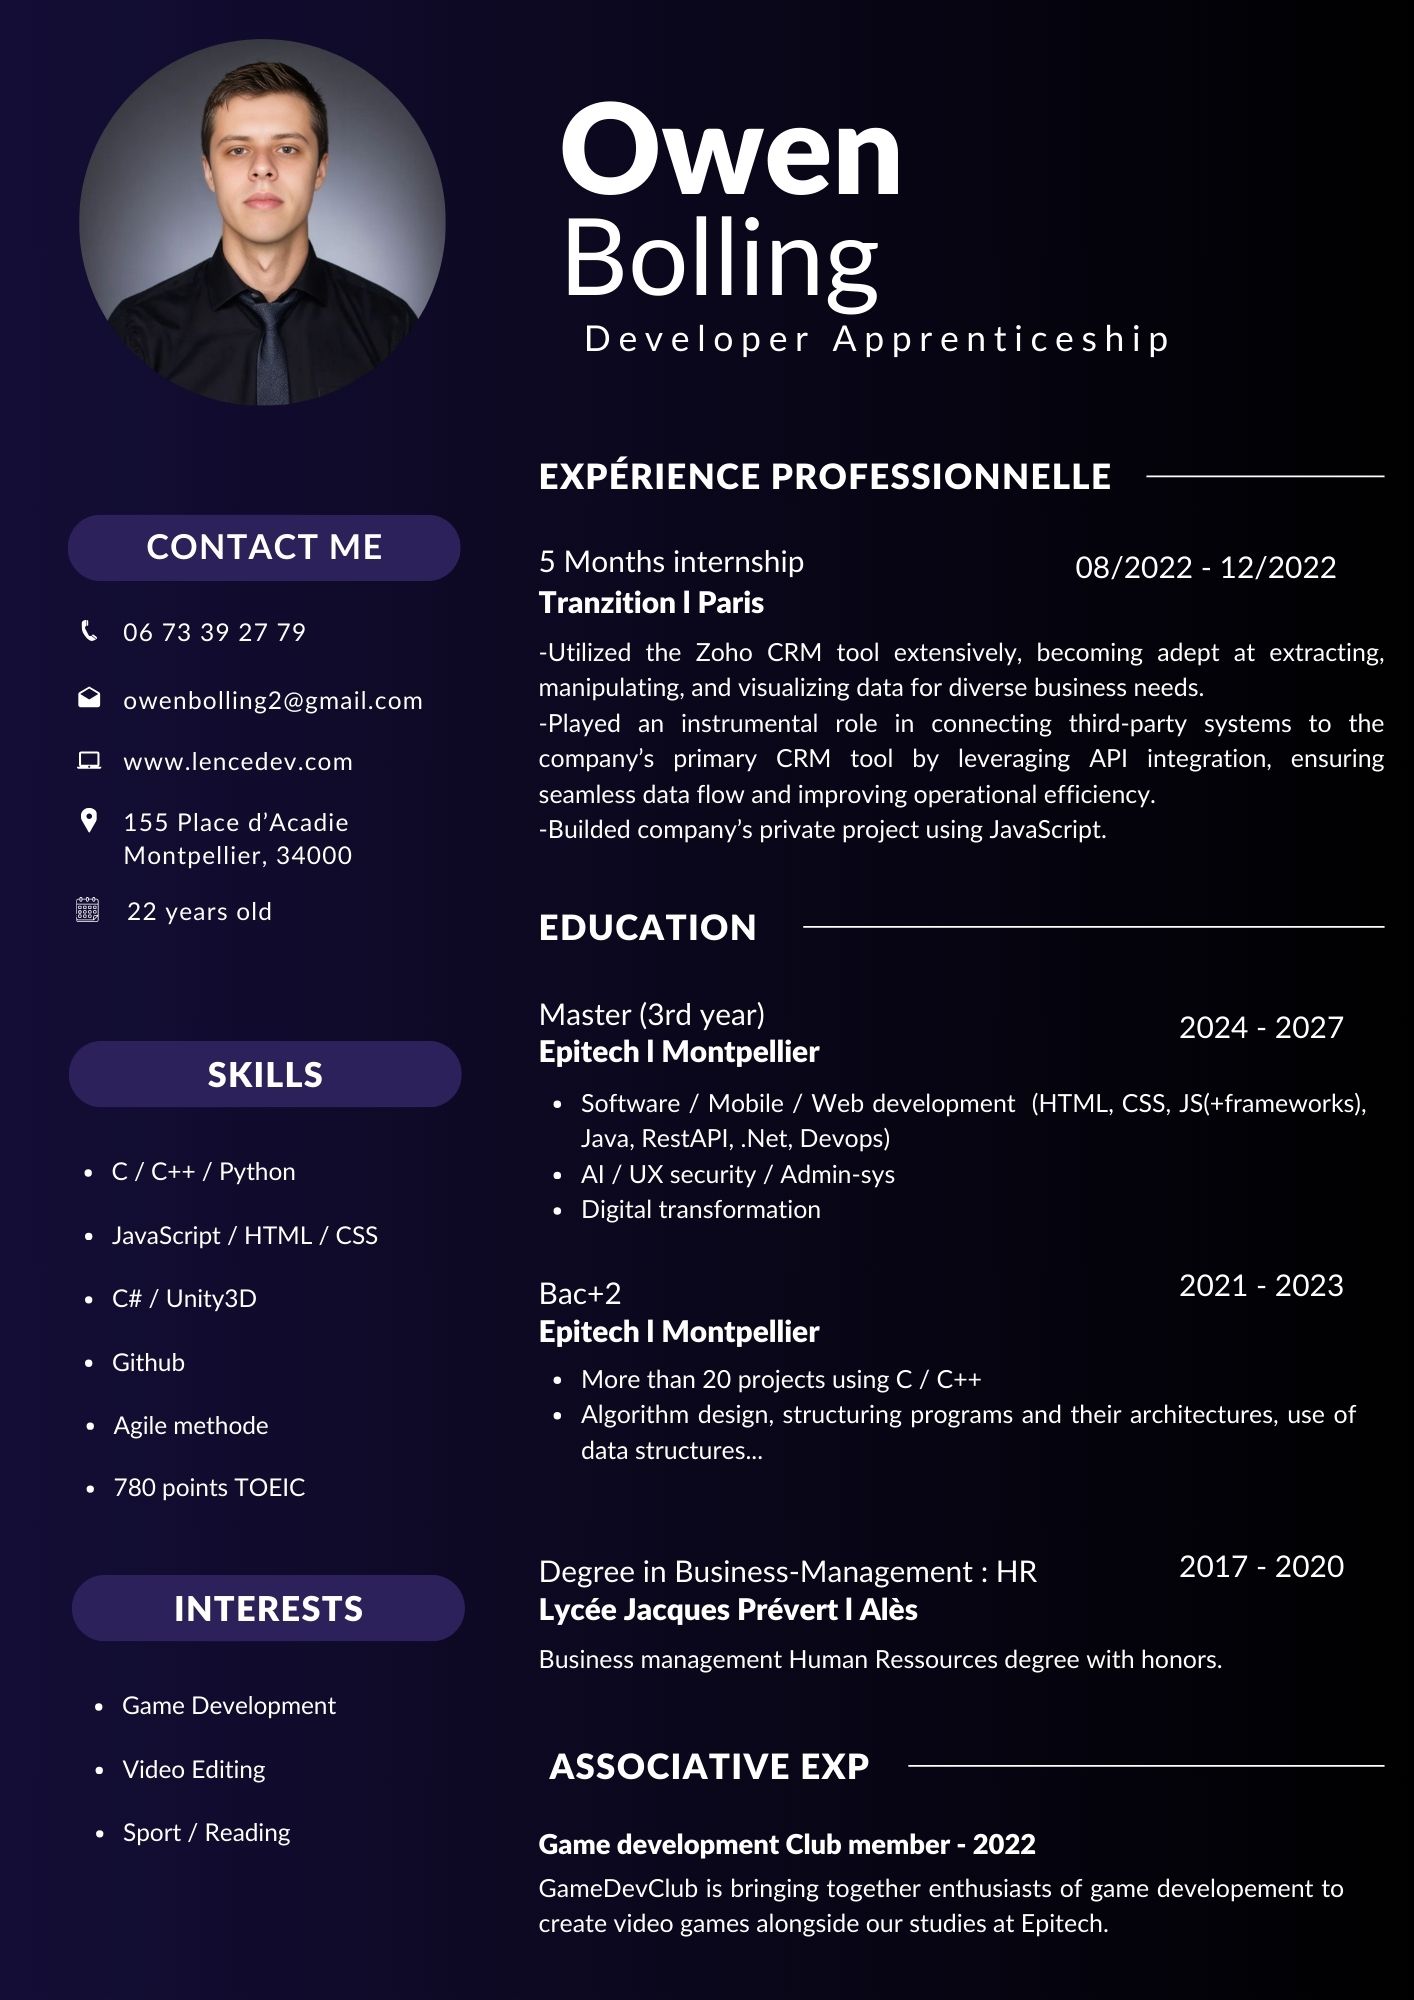 Owen
Bolling
Developer Apprenticeship
CONTACT ME
06 73 39 27 79
owenbolling2@gmail.com
www.lencedev.com
155 Place d’Acadie
Montpellier, 34000
22 years old
SKILLS
C / C++ / Python
JavaScript / HTML / CSS
C# / Unity3D
Github
Agile methode
780 points TOEIC
INTERESTS
Game Development
Video Editing
Sport / Reading
EXPÉRIENCE PROFESSIONNELLE
5 Months internship
08/2022 - 12/2022
Tranzition l Paris
-Utilized the Zoho CRM tool extensively, becoming adept at extracting,
manipulating, and visualizing data for diverse business needs.
-Played an instrumental role in connecting third-party systems to the
company’s primary CRM tool by leveraging API integration, ensuring
seamless data flow and improving operational efficiency.
-Builded company’s private project using JavaScript.
EDUCATION
Master (3rd year)
2024 - 2027
Epitech l Montpellier
• Software / Mobile / Web development (HTML, CSS, JS(+frameworks),
Java, RestAPI, .Net, Devops)
• AI / UX security / Admin-sys
• Digital transformation
Bac+2
2021 - 2023
Epitech l Montpellier
• More than 20 projects using C / C++
• Algorithm design, structuring programs and their architectures, use of
data structures...
Degree in Business-Management : HR
2017 - 2020
Lycée Jacques Prévert l Alès
Business management Human Ressources degree with honors.
ASSOCIATIVE EXP
Game development Club member - 2022
GameDevClub is bringing together enthusiasts of game developement to
create video games alongside our studies at Epitech.